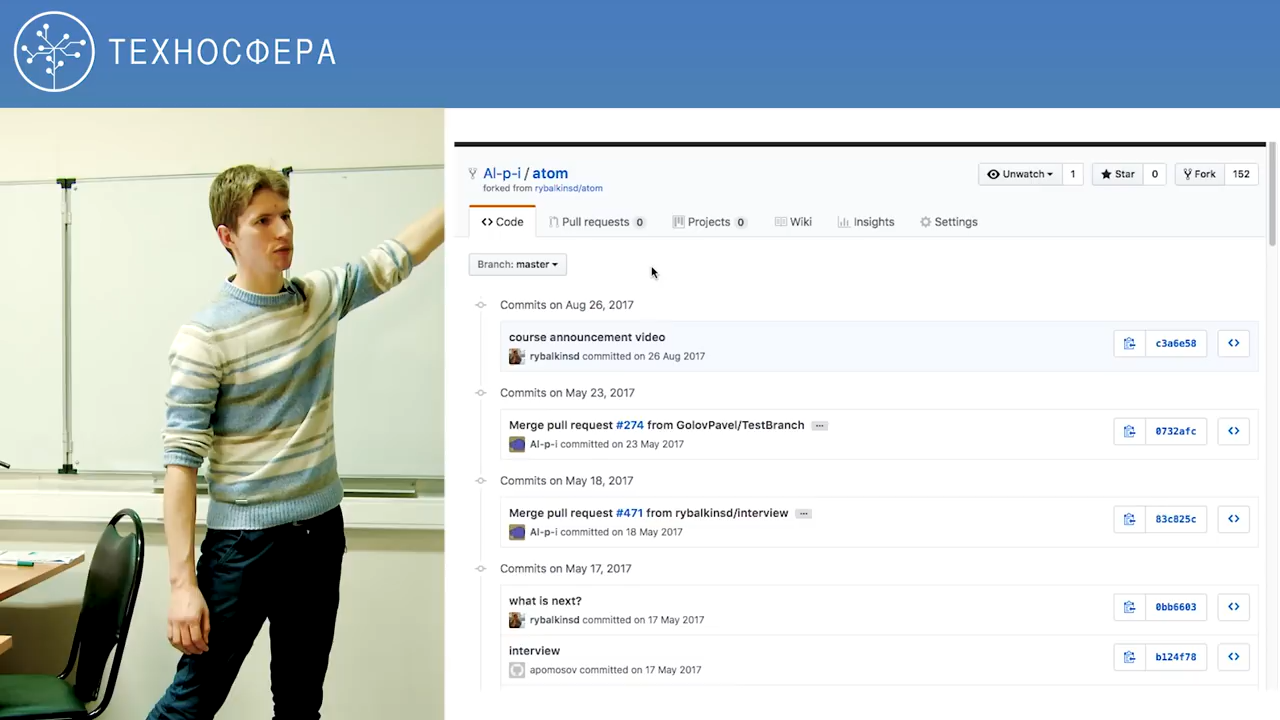 ТЕХНОСФЕРА
Al-p-i / atom
forked from rybalkinsd/atom
Unwatch 1 Star 0 Fork 152
Code Pull requests 0 Projects 0 Wiki Insights Settings
Branch: master
Commits on Aug 26, 2017
course announcement video
rybalkinsd committed on 26 Aug 2017
c3a6e58
Commits on May 23, 2017
Merge pull request #274 from GolovPavel/TestBranch ...
Al-p-i committed on 23 May 2017
0732afc
Commits on May 18, 2017
Merge pull request #471 from rybalkinsd/interview ...
Al-p-i committed on 18 May 2017
83c825c
Commits on May 17, 2017
what is next?
rybalkinsd committed on 17 May 2017
0bb6603
interview
apomosov committed on 17 May 2017
b124f78